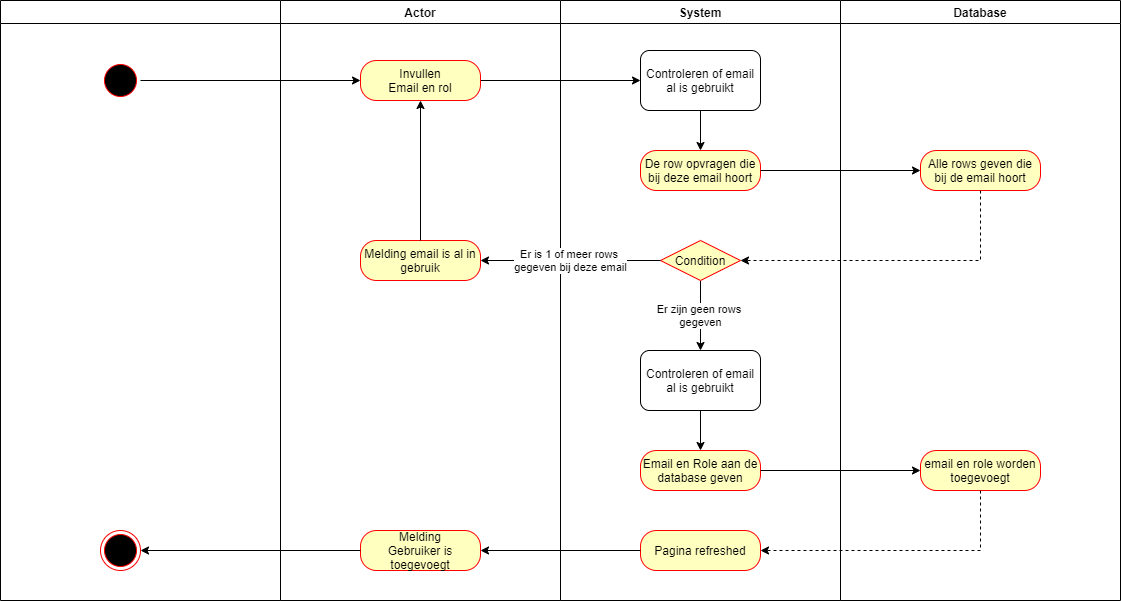 Actor
System
Database
Invullen
Email en rol
Controleren of email
al is gebruikt
De row opvragen die
bij deze email hoort
Alle rows geven die
bij de email hoort
Melding email is al in
gebruik
Er is 1 of meer rows
gegeven bij deze email
Condition
Er zijn geen rows
gegeven
Controleren of email
al is gebruikt
Email en Role aan de
database geven
email en role worden
toegevoegt
Melding
Gebruiker is
toegevoegt
Pagina refreshed